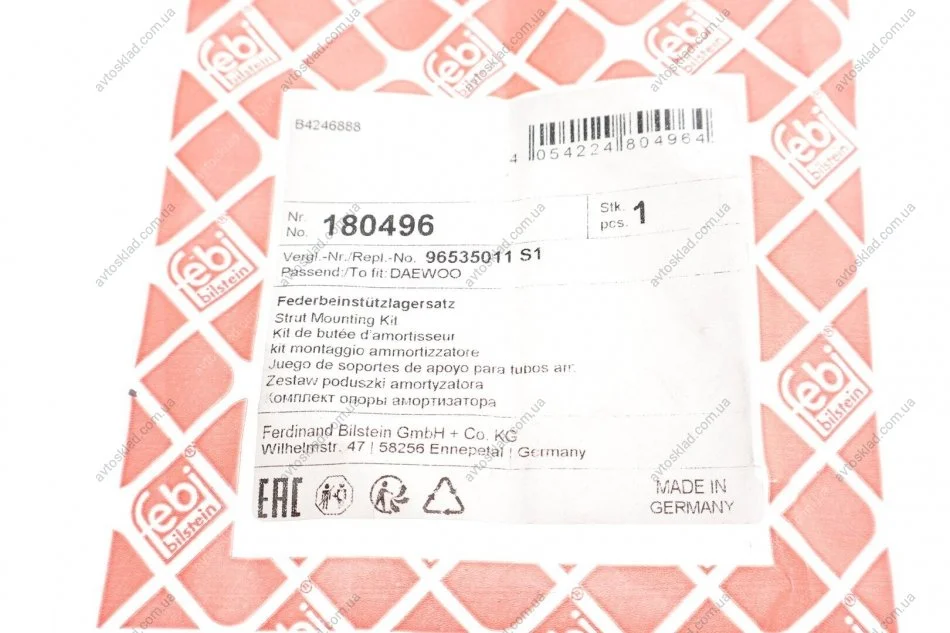 febi
bilstein
B4246888
4 054224 804964
Nr.
No. 180496
Stk.
pcs. 1
Vergl.-Nr./Repl.-No. 96535011 S1
Passend:/To fit: DAEWOO
Federbeinstützlagersatz
Strut Mounting Kit
Kit de butée d'amortisseur
kit montaggio ammortizzatore
Juego de soportes de apoyo para tubos am
Zestaw poduszki amortyzatora
Комплект опоры амортизатора
Ferdinand Bilstein GmbH + Co. KG
Wilhelmstr. 47 | 58256 Ennepetal | Germany
EAC
MADE IN
GERMANY
avtosklad.com.ua